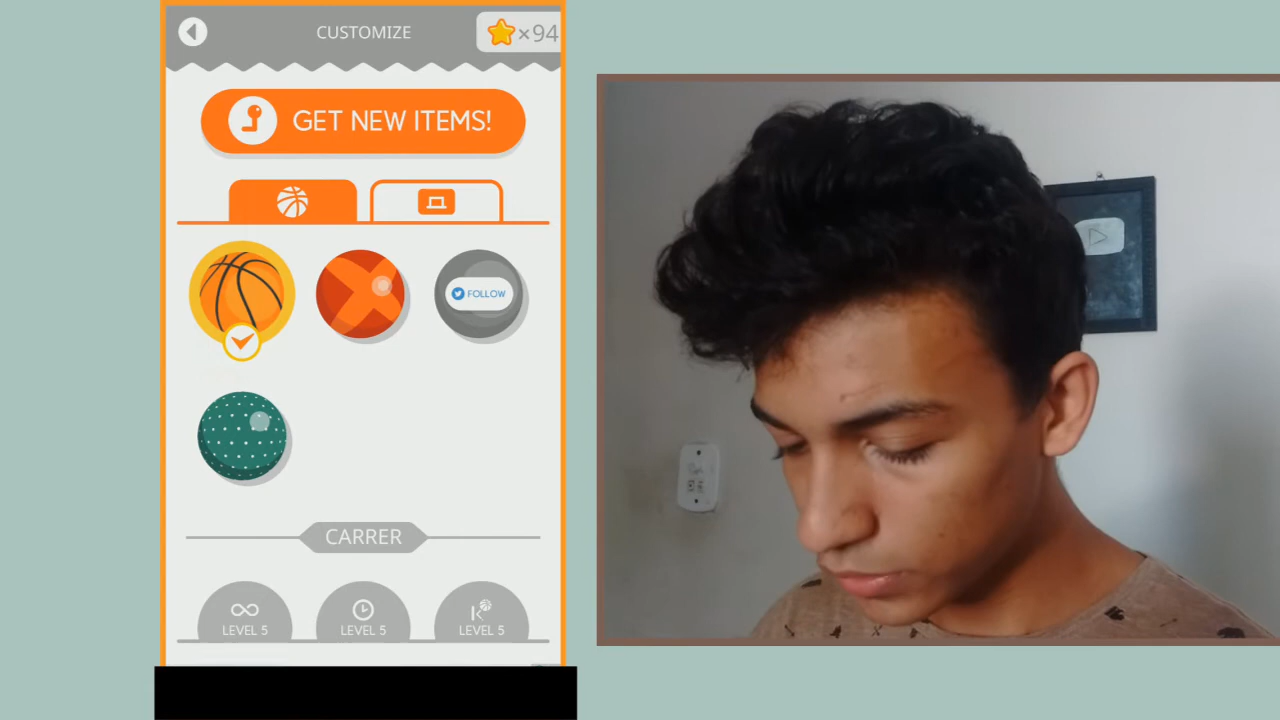 CUSTOMIZE
×94
GET NEW ITEMS!
FOLLOW
CARRER
LEVEL 5
LEVEL 5
LEVEL 5